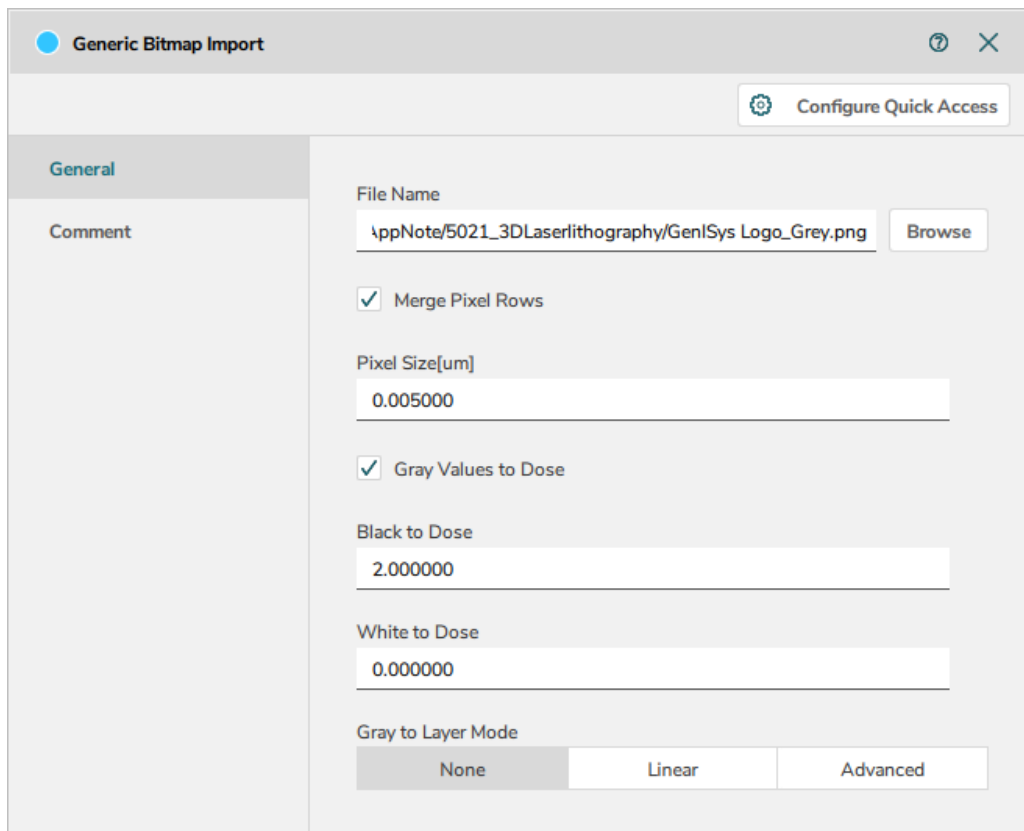 Generic Bitmap Import
Configure Quick Access
General
Comment
File Name
AppNote/5021_3DLaserlithography/GenISys Logo_Grey.png
Browse
Merge Pixel Rows
Pixel Size[um]
0.005000
Gray Values to Dose
Black to Dose
2.000000
White to Dose
0.000000
Gray to Layer Mode
None Linear Advanced